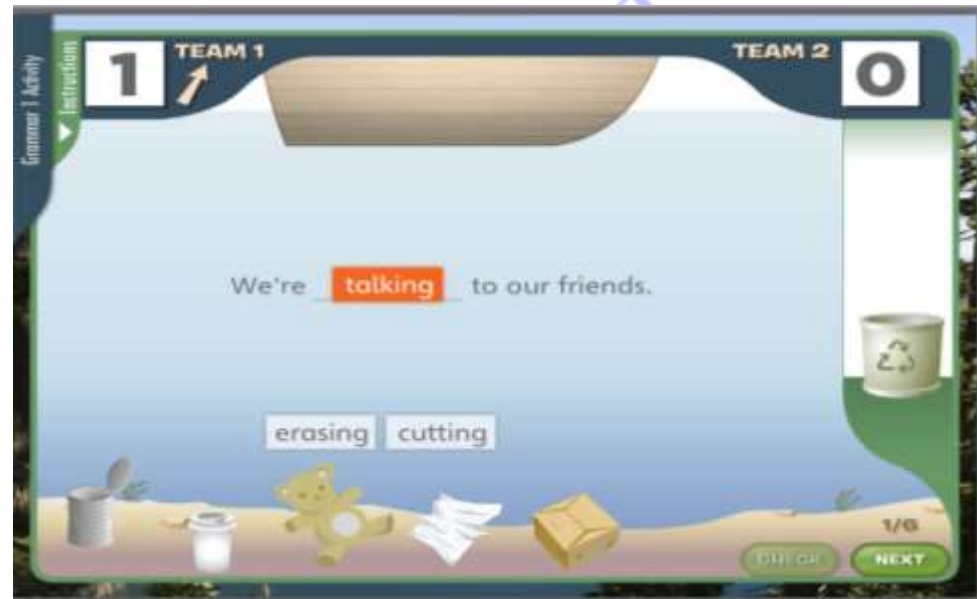 Grammar 1 Activity
Instructions
1 TEAM 1
TEAM 2 0
We're talking to our friends.
erasing cutting
1/6
CHECK NEXT